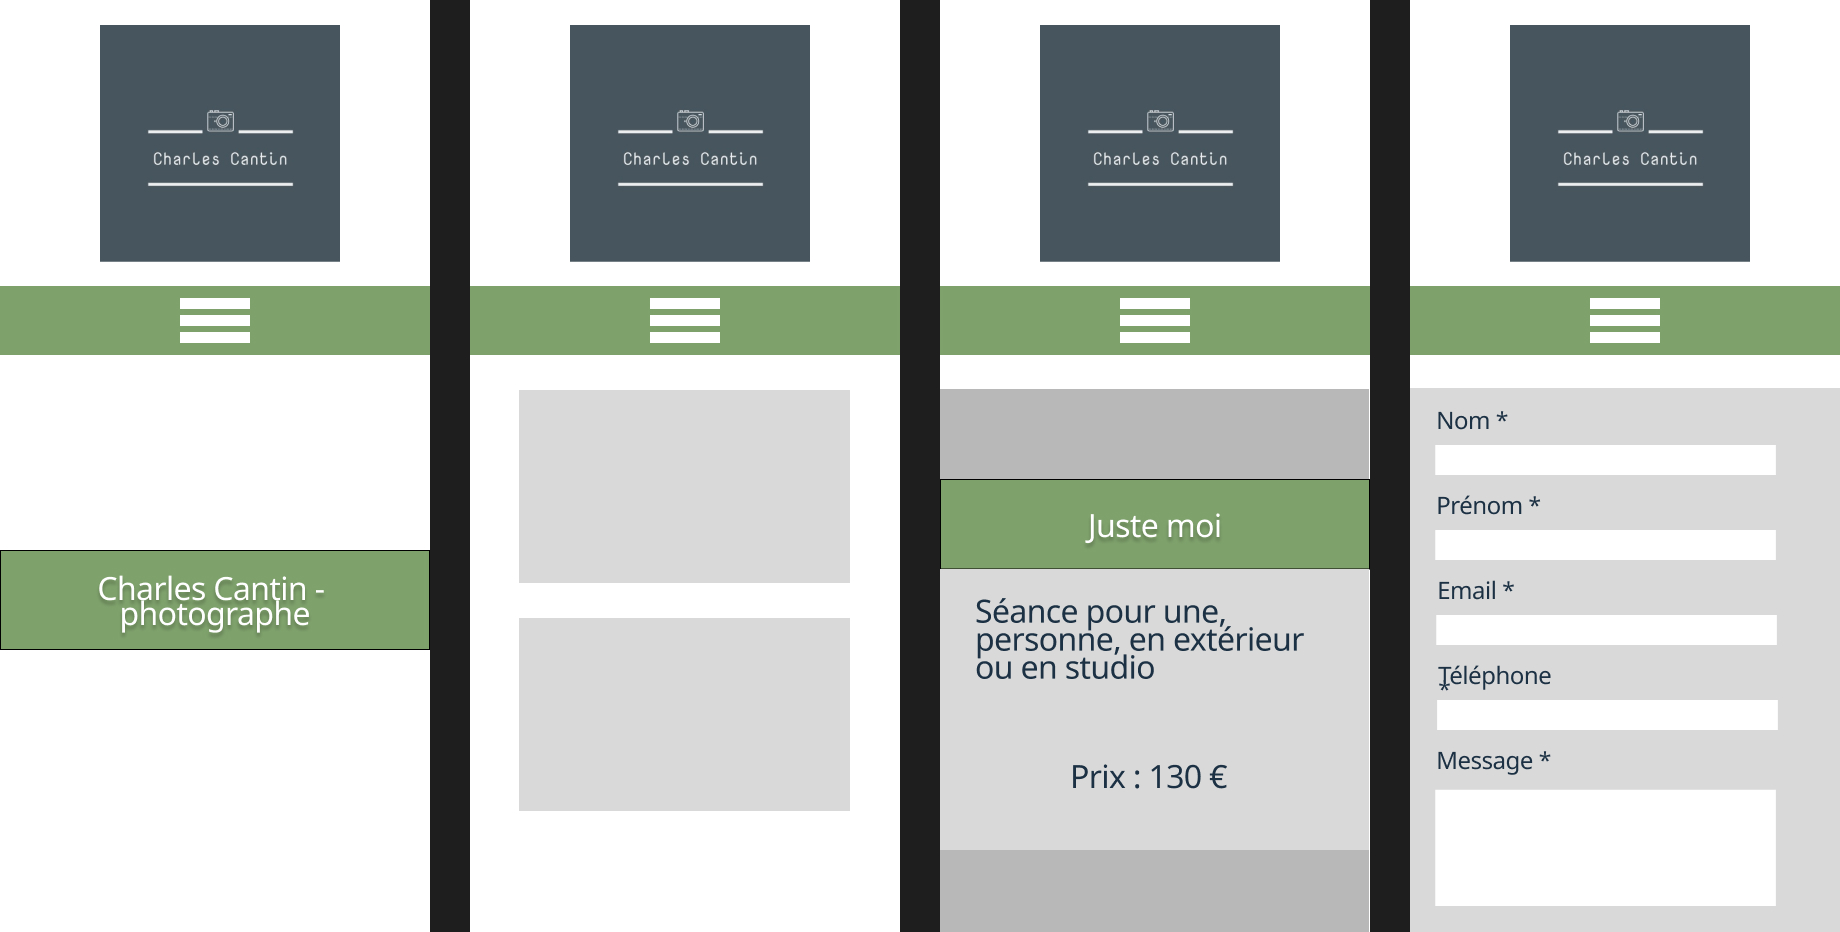 Charles Cantin
Charles Cantin -
photographe
Charles Cantin
Charles Cantin
Juste moi
Séance pour une,
personne, en extérieur
ou en studio
Prix : 130 €
Charles Cantin
Nom *
Prénom *
Email *
Téléphone
*
Message *